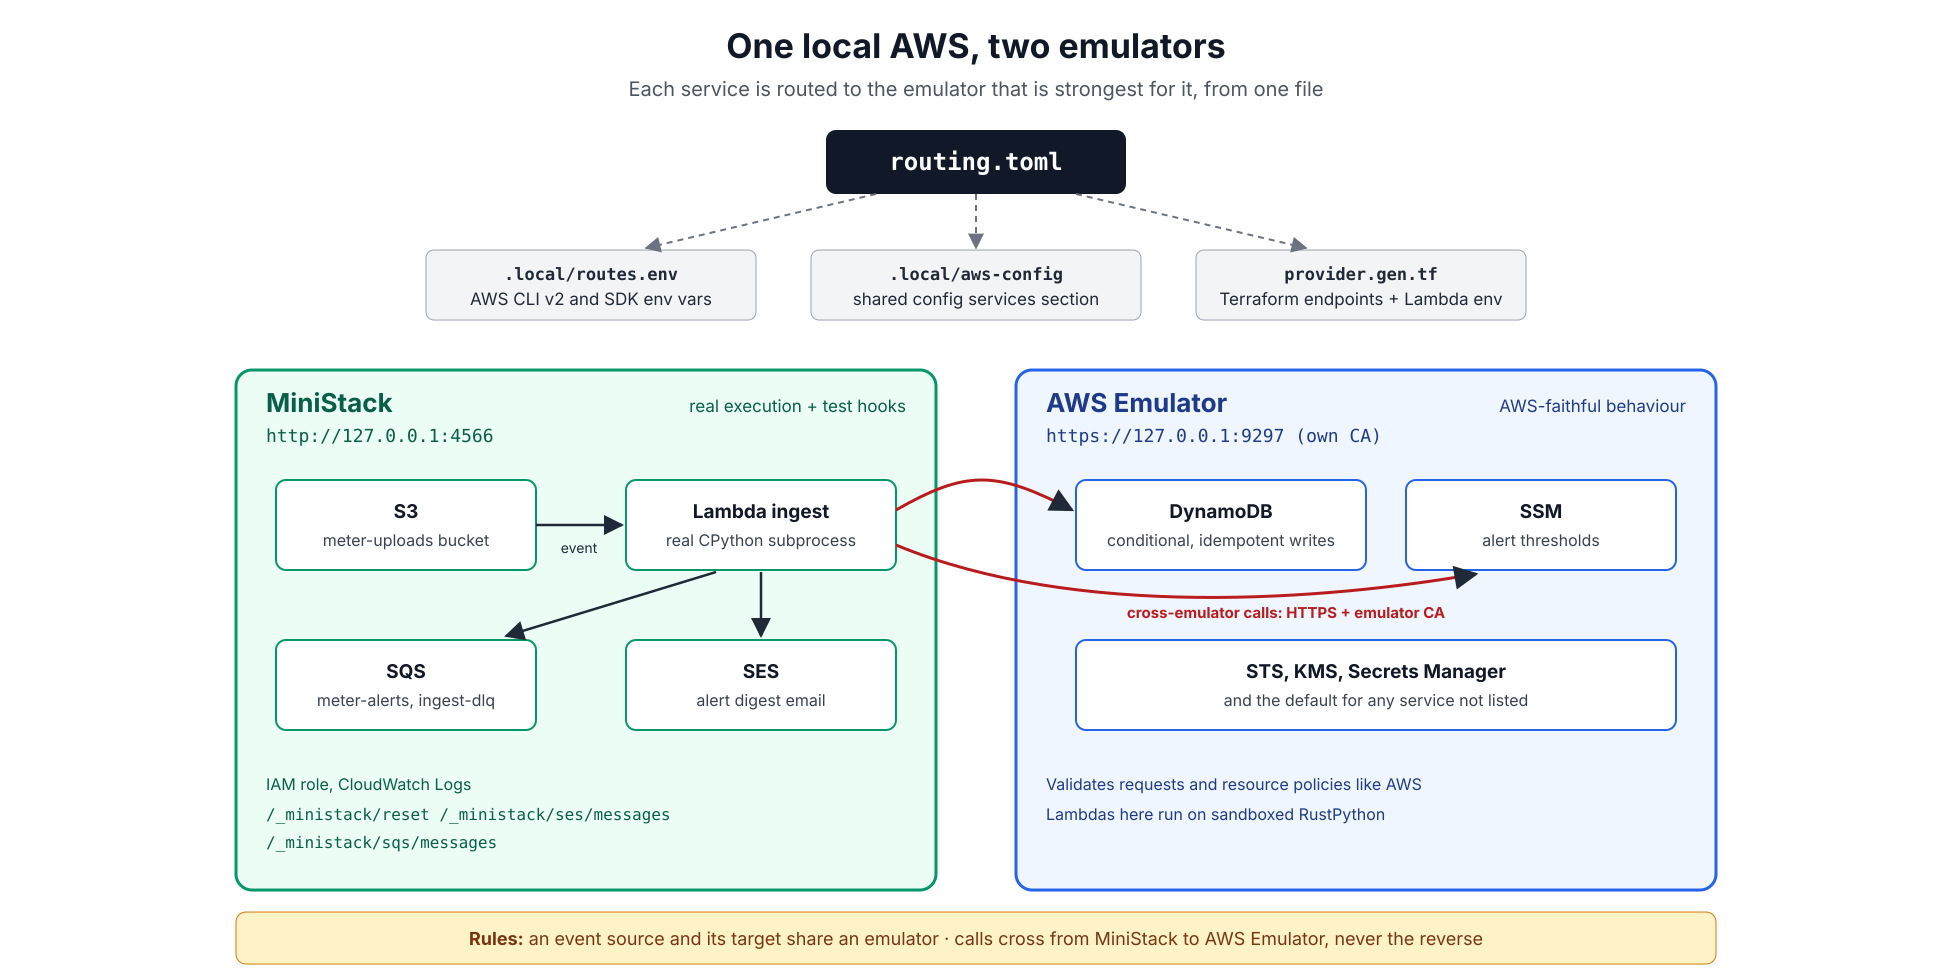 One local AWS, two emulators
Each service is routed to the emulator that is strongest for it, from one file
routing.toml
.local/routes.env
AWS CLI v2 and SDK env vars
.local/aws-config
shared config services section
provider.gen.tf
Terraform endpoints + Lambda env
MiniStack
real execution + test hooks
http://127.0.0.1:4566
S3
meter-uploads bucket
event
Lambda ingest
real CPython subprocess
SQS
meter-alerts, ingest-dlq
SES
alert digest email
IAM role, CloudWatch Logs
/_ministack/reset /_ministack/ses/messages
/_ministack/sqs/messages
AWS Emulator
AWS-faithful behaviour
https://127.0.0.1:9297 (own CA)
DynamoDB
conditional, idempotent writes
SSM
alert thresholds
cross-emulator calls: HTTPS + emulator CA
STS, KMS, Secrets Manager
and the default for any service not listed
Validates requests and resource policies like AWS
Lambdas here run on sandboxed RustPython
Rules: an event source and its target share an emulator · calls cross from MiniStack to AWS Emulator, never the reverse